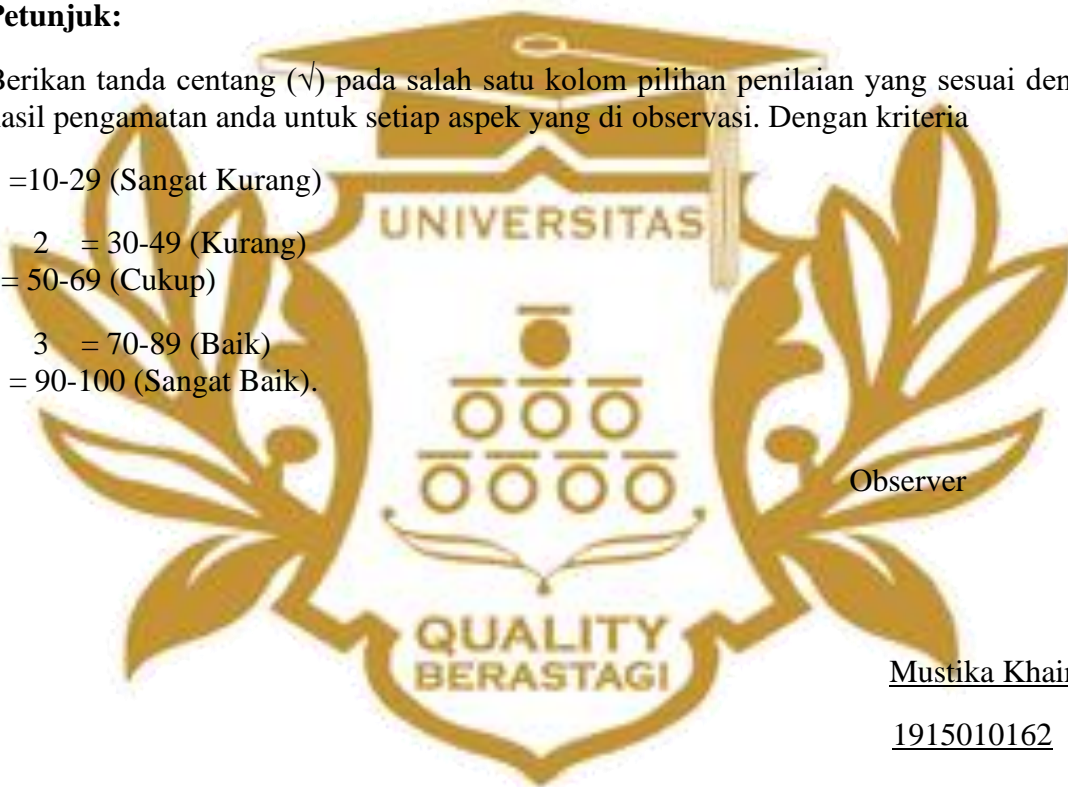 Petunjuk:
Berikan tanda centang (√) pada salah satu kolom pilihan penilaian yang sesuai den
hasil pengamatan anda untuk setiap aspek yang di observasi. Dengan kriteria
=10-29 (Sangat Kurang)
2 = 30-49 (Kurang)
= 50-69 (Cukup)
3 = 70-89 (Baik)
= 90-100 (Sangat Baik).
UNIVERSITAS
QUALITY
BERASTAGI
Observer
Mustika Khair
1915010162